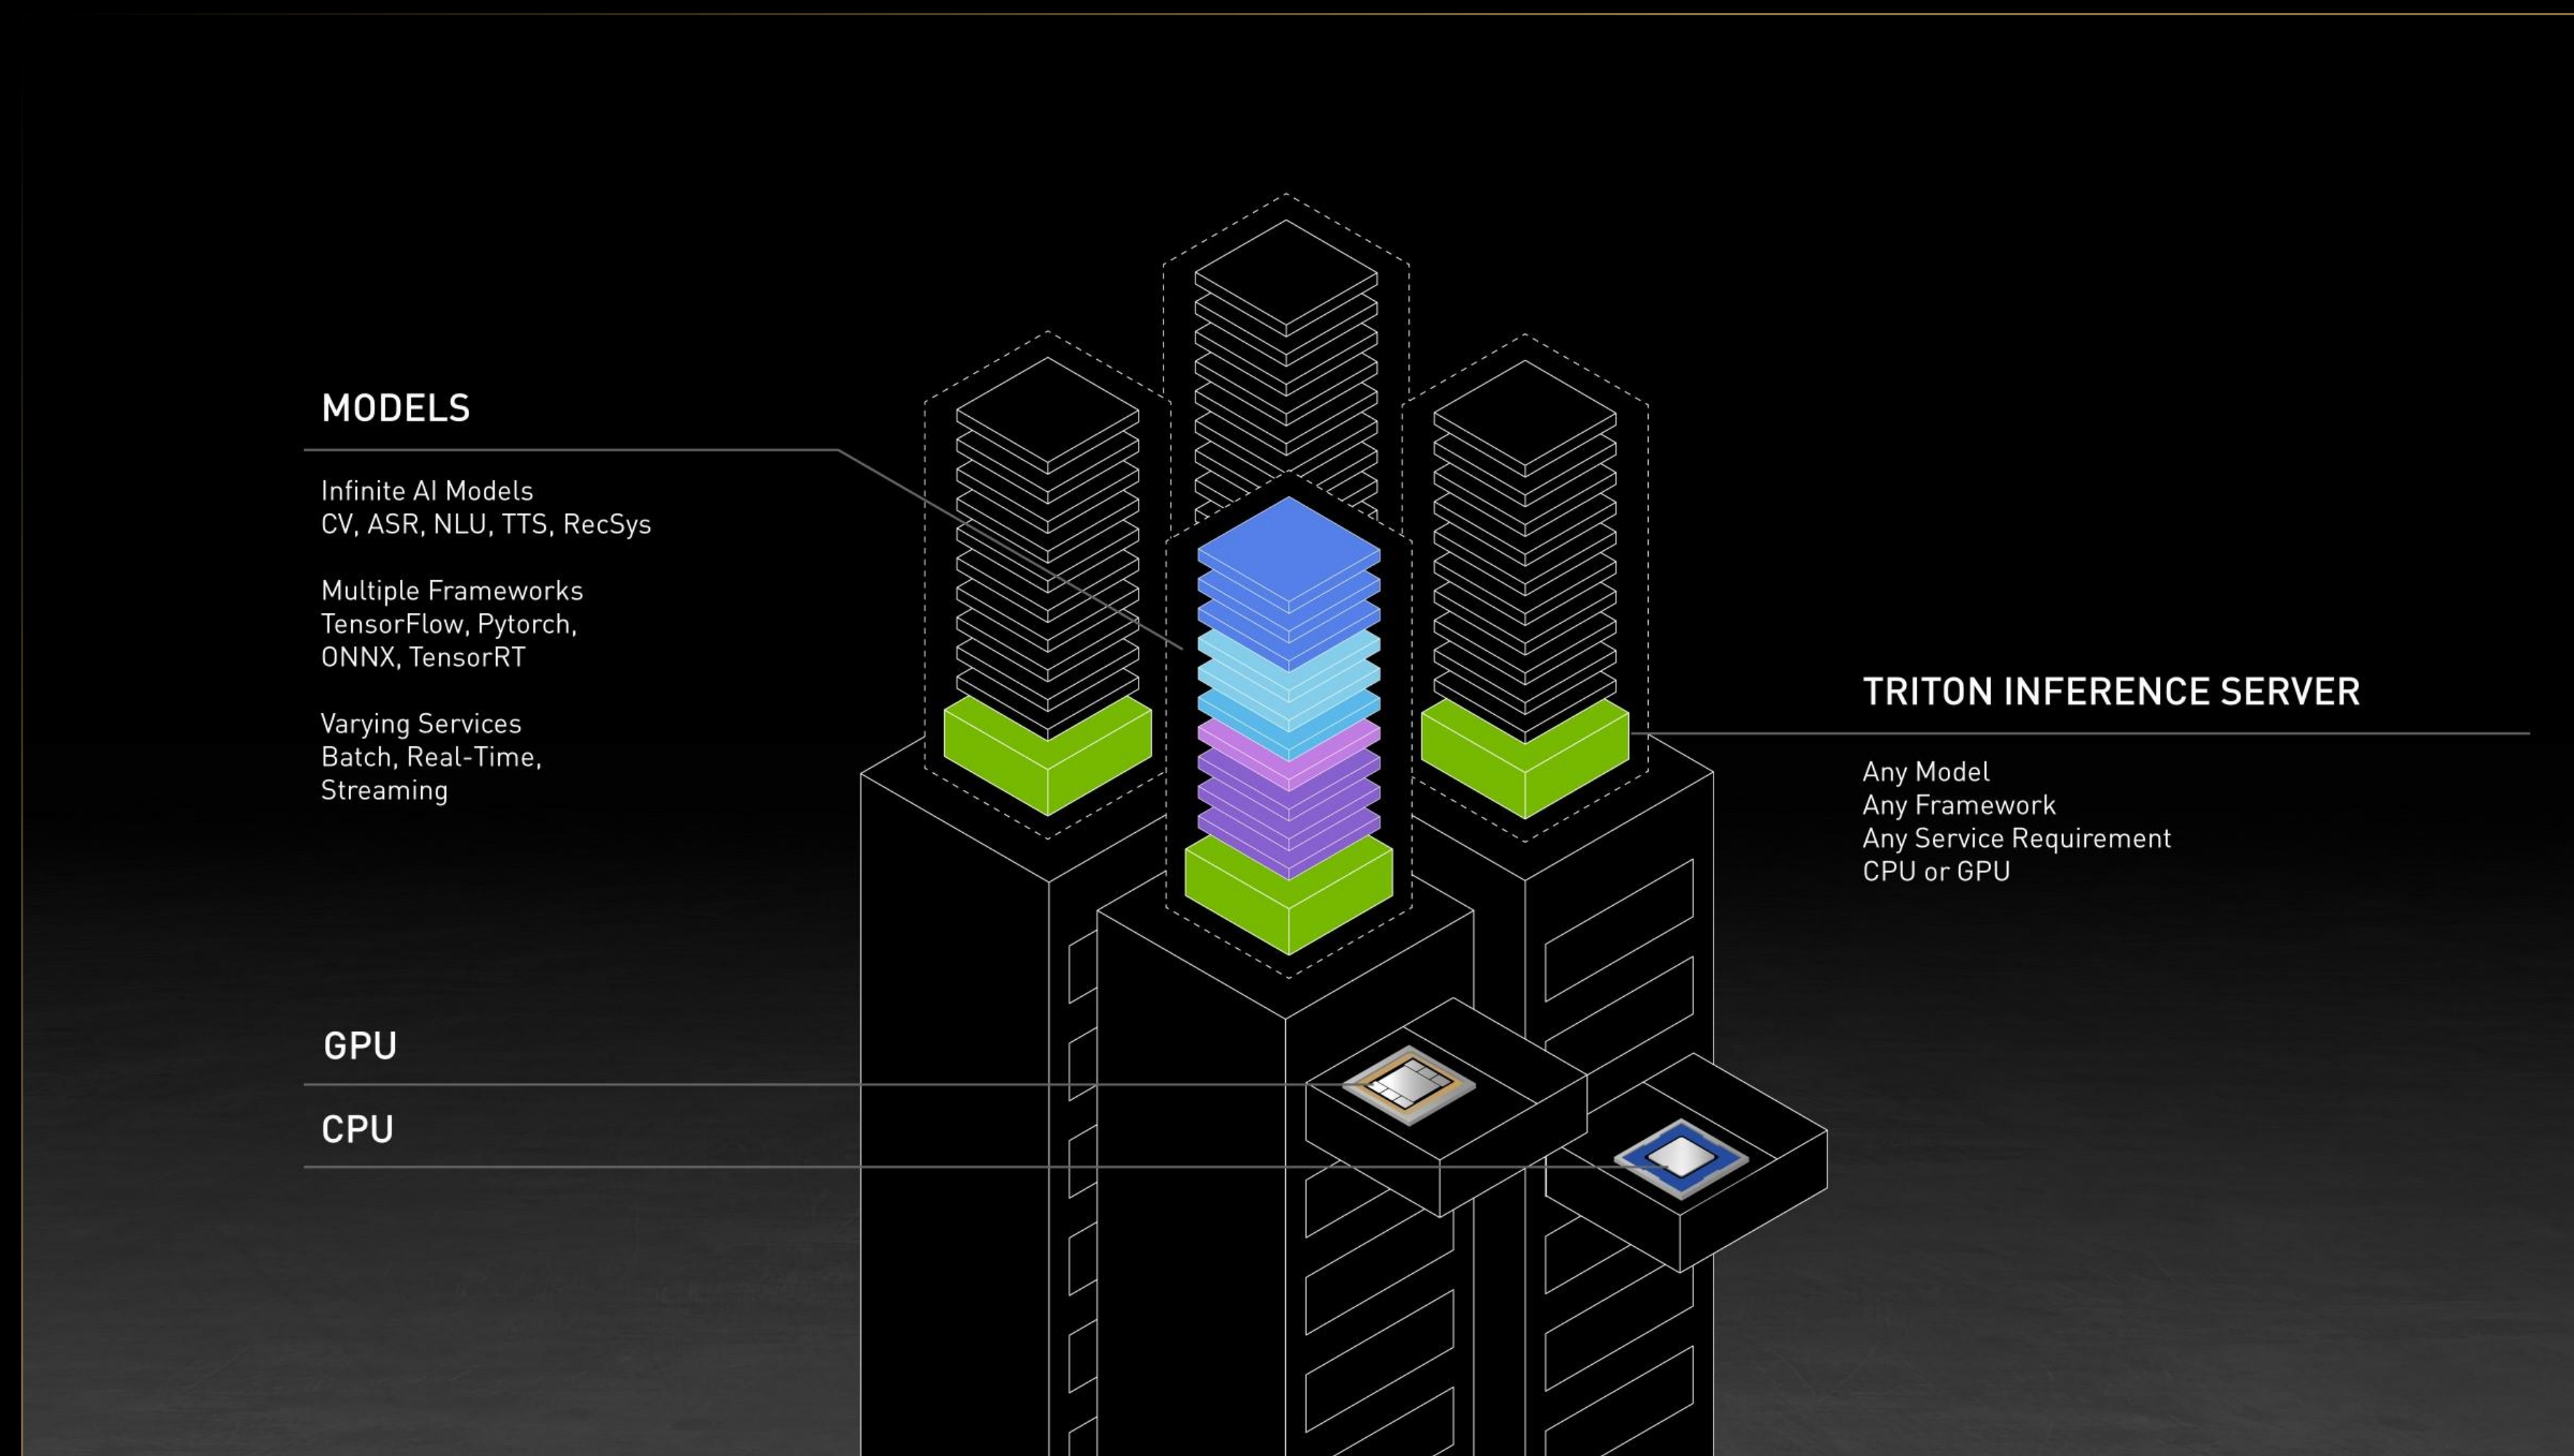 MODELS
Infinite AI Models
CV, ASR, NLU, TTS, RecSys
Multiple Frameworks
TensorFlow, Pytorch,
ONNX, TensorRT
Varying Services
Batch, Real-Time,
Streaming
TRITON INFERENCE SERVER
Any Model
Any Framework
Any Service Requirement
CPU or GPU
GPU
CPU